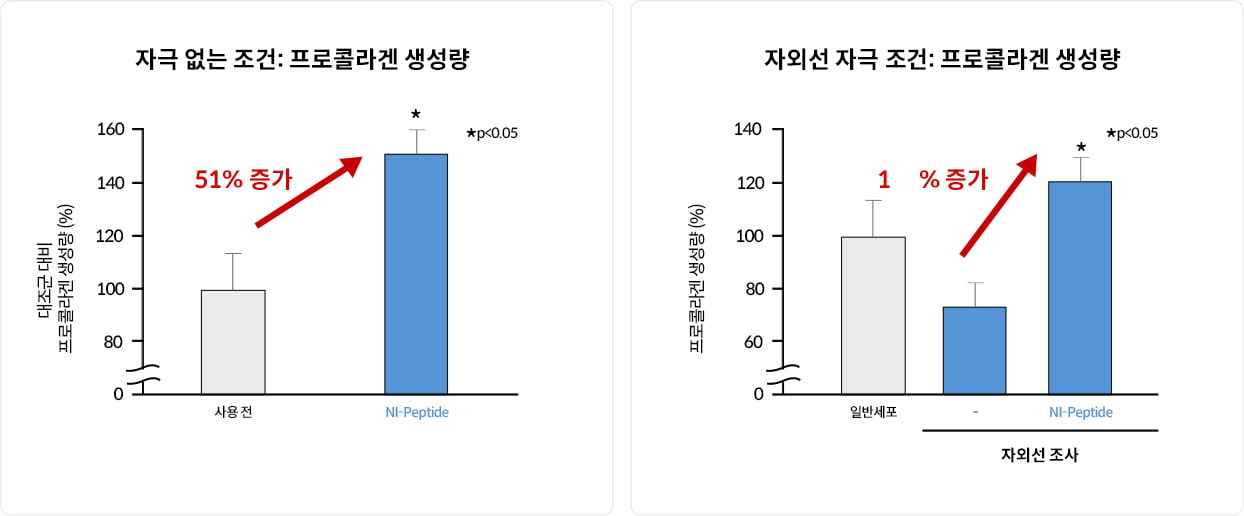 자극 없는 조건: 프로콜라겐 생성량
160
140
120
100
80
0
대조군 대비
프로콜라겐 생성량 (%)
51% 증가
*
*p<0.05
사용 전
NI-Peptide
자외선 자극 조건: 프로콜라겐 생성량
140
120
100
80
60
0
프로콜라겐 생성량 (%)
1 % 증가
*
*p<0.05
일반세포
-
NI-Peptide
자외선 조사